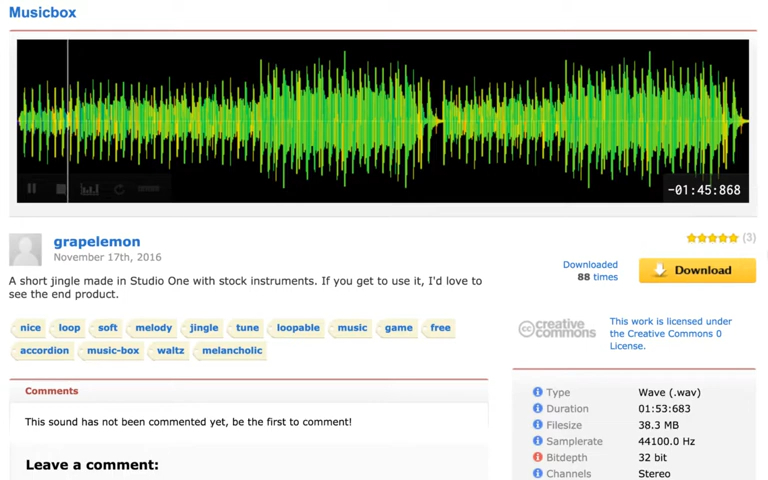 Musicbox
-01:45:868
grapelemon
November 17th, 2016
A short jingle made in Studio One with stock instruments. If you get to use it, I'd love to
see the end product.
nice loop soft melody jingle tune loopable music game free
accordion music-box waltz melancholic
Comments
This sound has not been commented yet, be the first to comment!
Leave a comment:
(3)
Downloaded
88 times
Download
cc creative
commons
This work is licensed under
the Creative Commons 0
License.
Type Wave (.wav)
Duration 01:53:683
Filesize 38.3 MB
Samplerate 44100.0 Hz
Bitdepth 32 bit
Channels Stereo